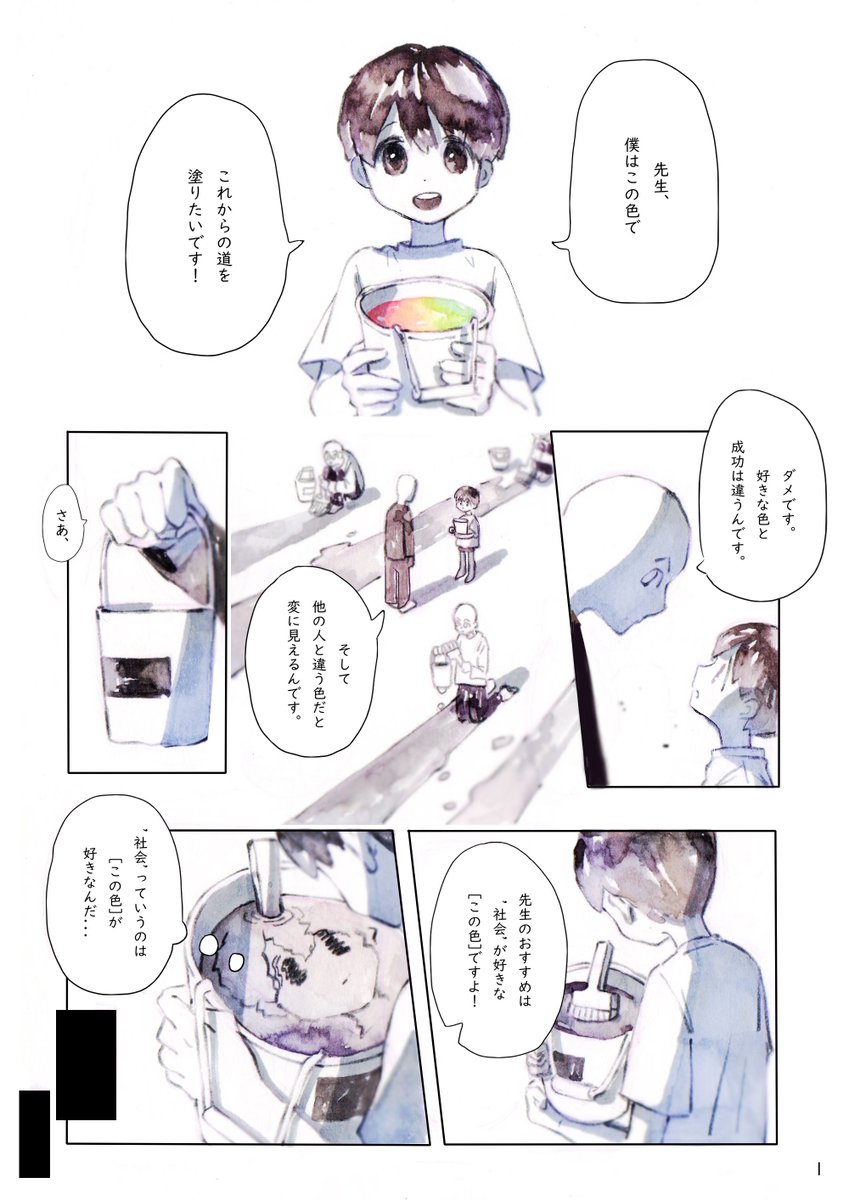 先生、
僕はこの色で
これからの道を
塗りたいです！
ダメです。
好きな色と
成功は違うんです。
そして
他の人と違う色だと
変に見えるんです。
さあ、
先生のおすすめは
〝社会〟が好きな
[この色]ですよ！
〝社会〟っていうのは
[この色]が
好きなんだ・・・
1